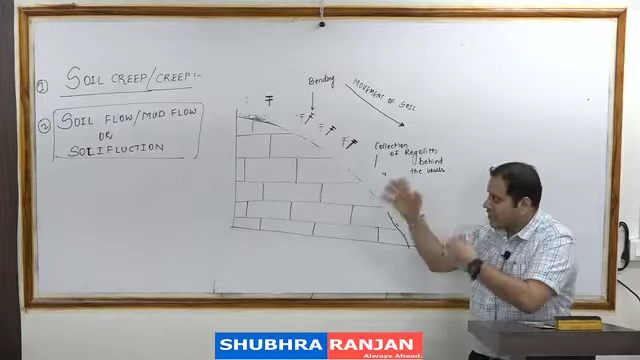 ① SOIL CREEP/CREEP:-
② SOIL FLOW/MUD FLOW
OR
SOLIFLUCTION
Bending
MOVEMENT OF SOIL
Collection
of Regolith
behind
the walls.
SHUBHRA RANJAN
Always Ahead.